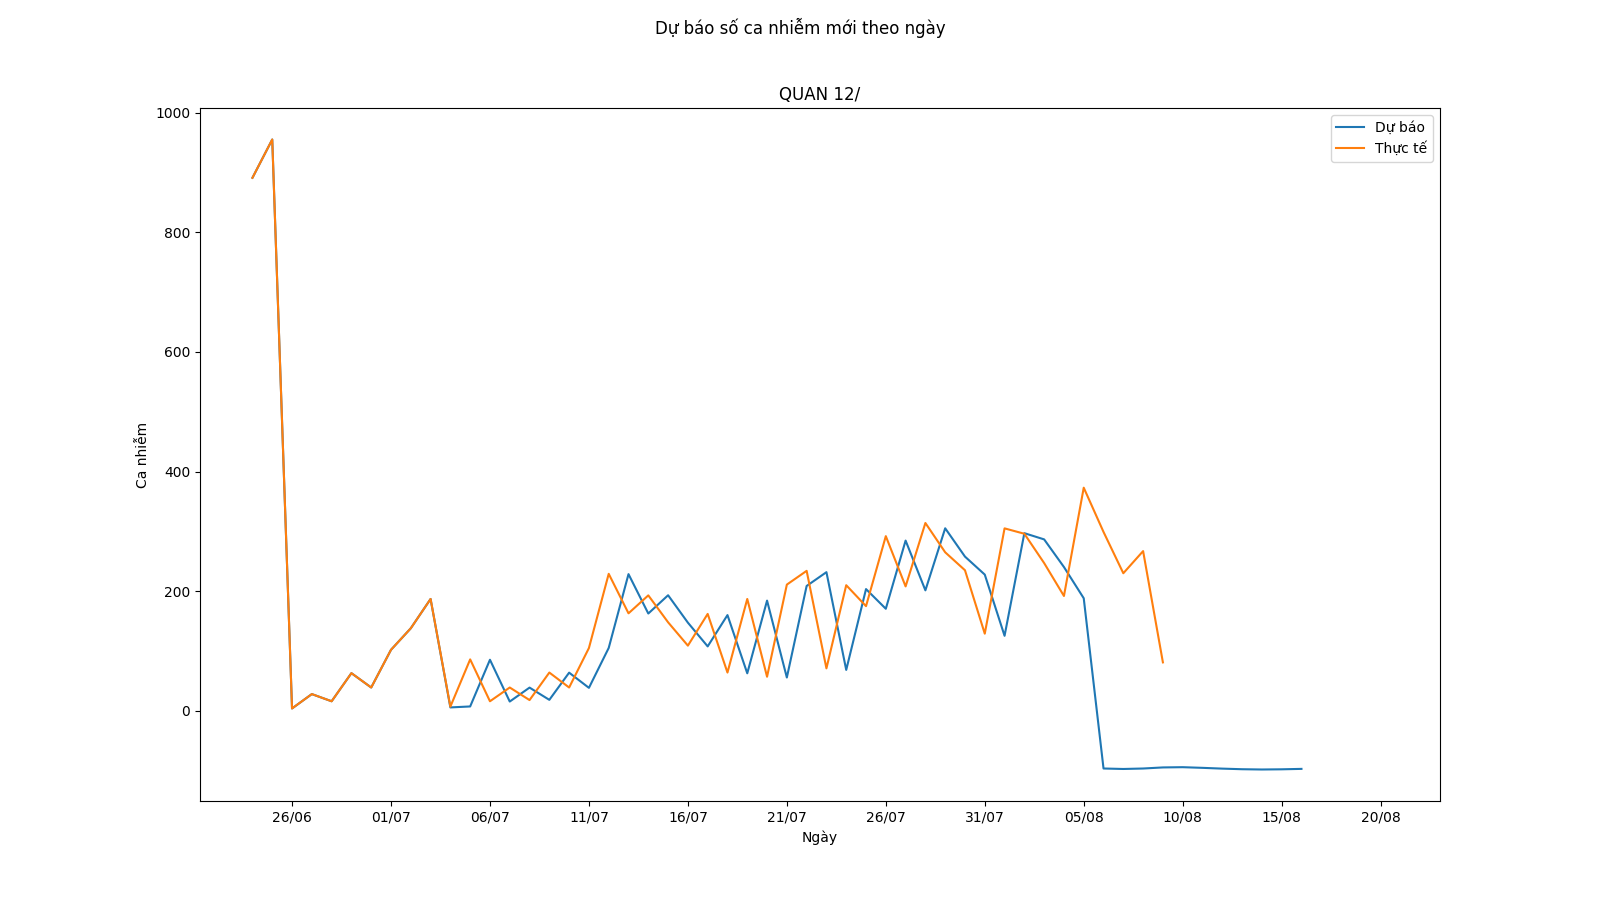 Dự báo số ca nhiễm mới theo ngày
QUAN 12/
Dự báo
Thực tế
1000
800
600
400
200
0
Ca nhiễm
26/06 01/07 06/07 11/07 16/07 21/07 26/07 31/07 05/08 10/08 15/08 20/08
Ngày